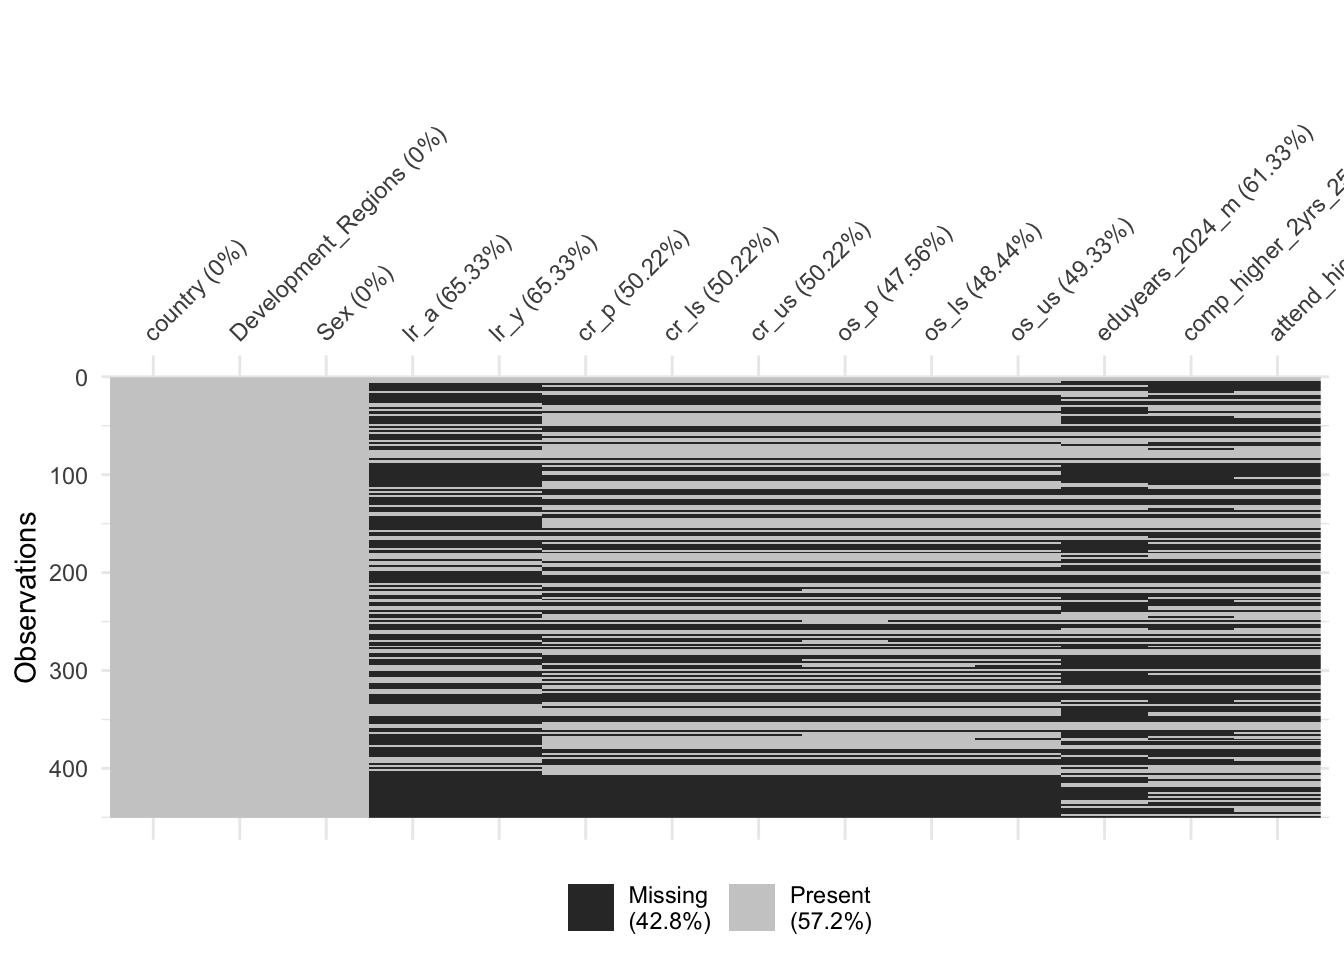 country (0%)
Development_Regions (0%)
Sex (0%)
lr_a (65.33%)
lr_y (65.33%)
cr_p (50.22%)
cr_ls (50.22%)
cr_us (50.22%)
os_p (47.56%)
os_ls (48.44%)
os_us (49.33%)
eduyears_2024_m (61.33%)
comp_higher_2yrs_25
attend_hig
0
100
200
300
400
Observations
Missing
(42.8%)
Present
(57.2%)